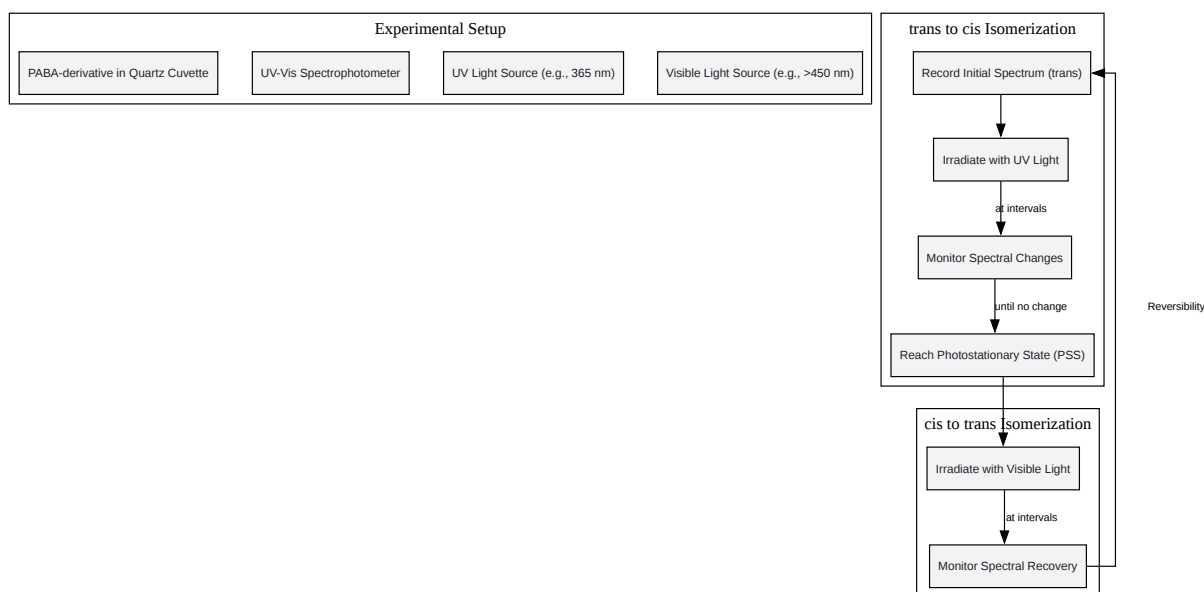 Experimental Setup
PABA-derivative in Quartz Cuvette
UV-Vis Spectrophotometer
UV Light Source (e.g., 365 nm)
Visible Light Source (e.g., >450 nm)
trans to cis Isomerization
Record Initial Spectrum (trans)
Irradiate with UV Light
at intervals
Monitor Spectral Changes
until no change
Reach Photostationary State (PSS)
Reversibility
cis to trans Isomerization
Irradiate with Visible Light
at intervals
Monitor Spectral Recovery